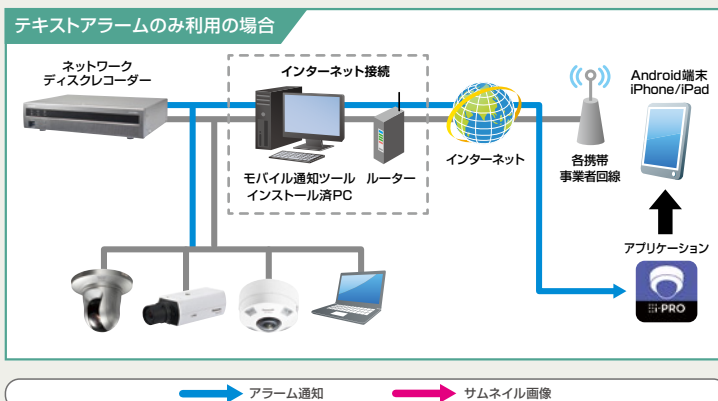 テキストアラームのみ利用の場合
ネットワーク
ディスクレコーダー
インターネット接続
モバイル通知ツール
インストール済PC
ルーター
インターネット
各携帯
事業者回線
Android端末
iPhone/iPad
アプリケーション
i-PRO
アラーム通知
サムネイル画像